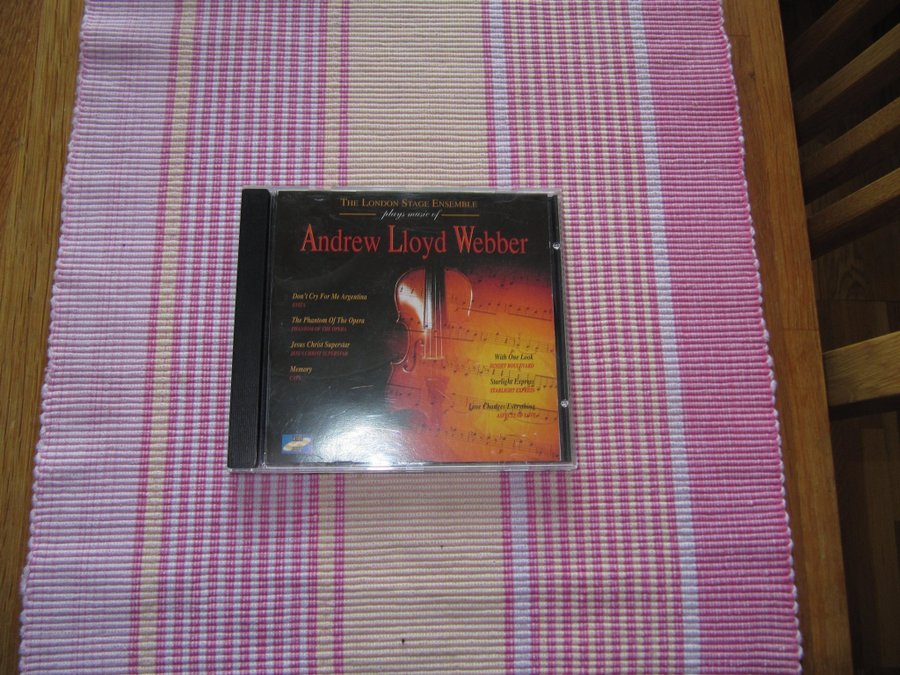 THE LONDON STAGE ENSEMBLE
plays music of
Andrew Lloyd Webber
Don't Cry For Me Argentina
EVITA
The Phantom Of The Opera
PHANTOM OF THE OPERA
Jesus Christ Superstar
JESUS CHRIST SUPERSTAR
Memory
CATS
With One Look
SUNSET BOULEVARD
Starlight Express
STARLIGHT EXPRESS
Love Changes Everything
ASPECTS OF LOVE